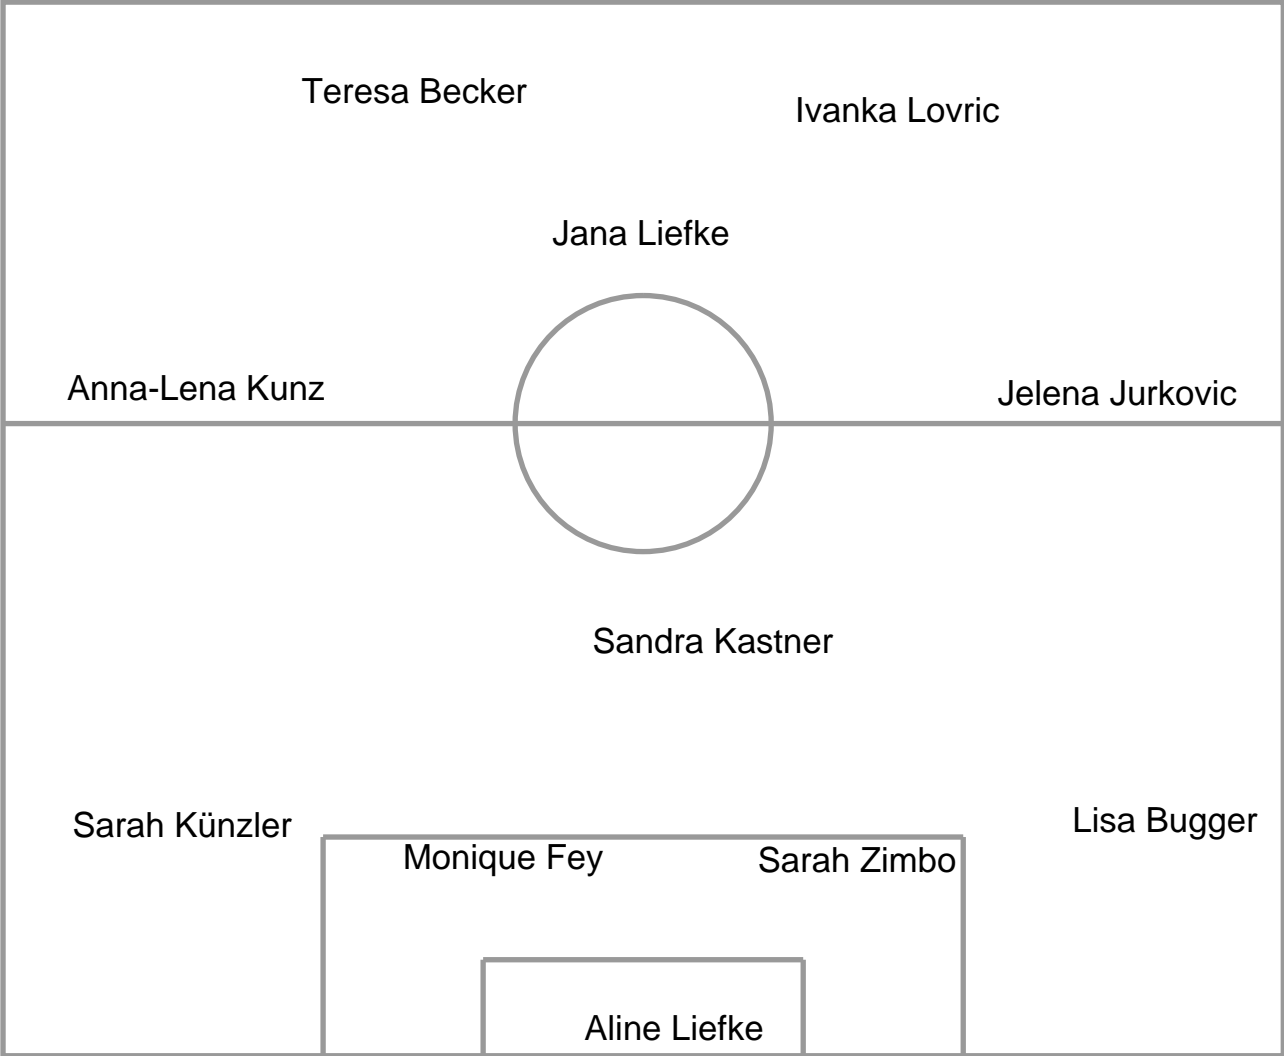 Teresa Becker
Ivanka Lovric
Jana Liefke
Anna-Lena Kunz
Jelena Jurkovic
Sandra Kastner
Sarah Künzler
Lisa Bugger
Monique Fey
Sarah Zimbo
Aline Liefke